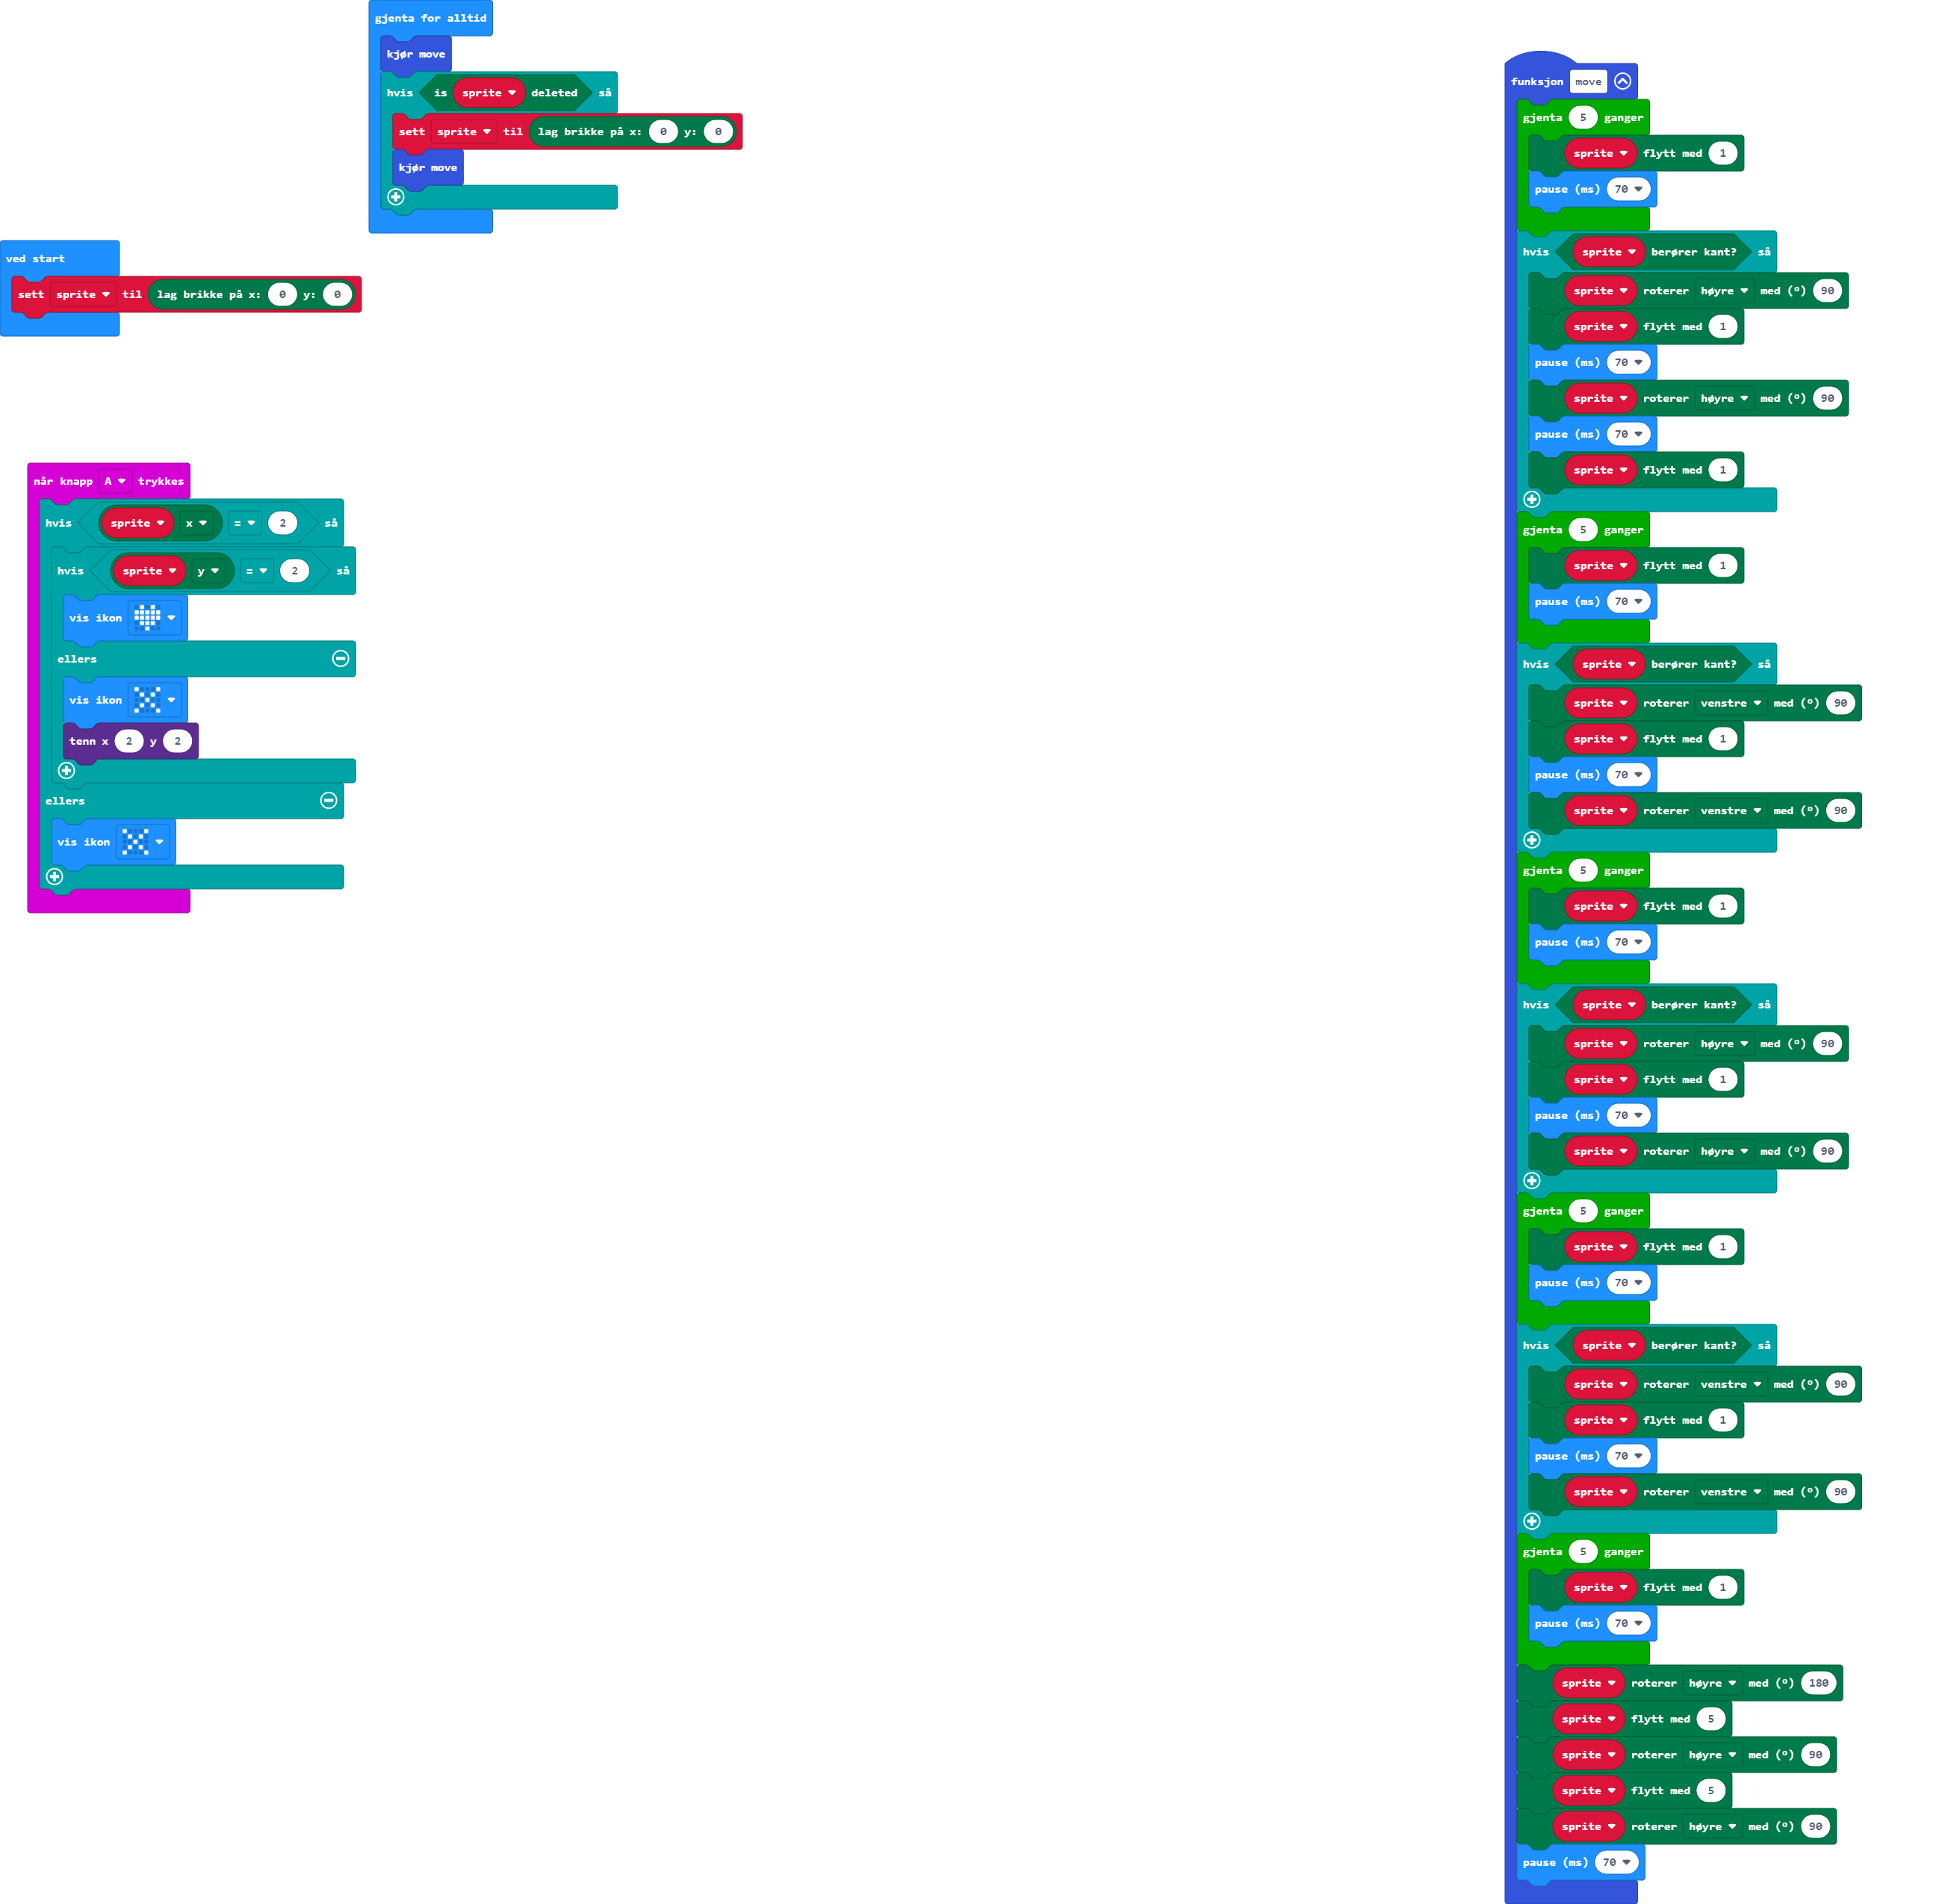 gjenta for alltid
kjør move
hvis is sprite deleted så
sett sprite til lag brikke på x: 0 y: 0
kjør move
ved start
sett sprite til lag brikke på x: 0 y: 0
når knapp A trykkes
hvis sprite x = 2 så
hvis sprite y = 2 så
vis ikon
ellers
vis ikon
tenn x 2 y 2
ellers
vis ikon
funksjon move
gjenta 5 ganger
sprite flytt med 1
pause (ms) 70
hvis sprite berører kant? så
sprite roterer høyre med (º) 90
sprite flytt med 1
pause (ms) 70
sprite roterer høyre med (º) 90
pause (ms) 70
sprite flytt med 1
gjenta 5 ganger
sprite flytt med 1
pause (ms) 70
hvis sprite berører kant? så
sprite roterer venstre med (º) 90
sprite flytt med 1
pause (ms) 70
sprite roterer venstre med (º) 90
gjenta 5 ganger
sprite flytt med 1
pause (ms) 70
hvis sprite berører kant? så
sprite roterer høyre med (º) 90
sprite flytt med 1
pause (ms) 70
sprite roterer høyre med (º) 90
gjenta 5 ganger
sprite flytt med 1
pause (ms) 70
hvis sprite berører kant? så
sprite roterer venstre med (º) 90
sprite flytt med 1
pause (ms) 70
sprite roterer venstre med (º) 90
gjenta 5 ganger
sprite flytt med 1
pause (ms) 70
sprite roterer høyre med (º) 180
sprite flytt med 5
sprite roterer høyre med (º) 90
sprite flytt med 5
sprite roterer høyre med (º) 90
pause (ms) 70